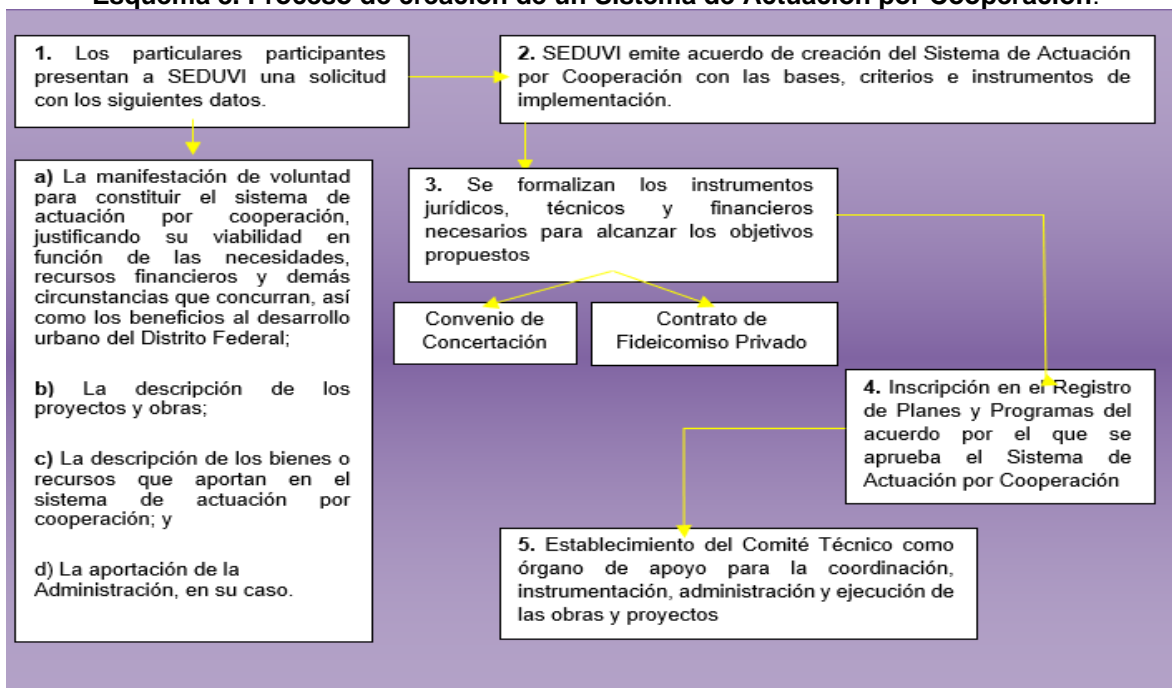 Esquema 3. Proceso de creación de un Sistema de Actuación por Cooperación.
1. Los particulares participantes
presentan a SEDUVI una solicitud
con los siguientes datos.
2. SEDUVI emite acuerdo de creación del Sistema de Actuación
por Cooperación con las bases, criterios e instrumentos de
implementación.
a) La manifestación de voluntad
para constituir el sistema de
actuación por cooperación,
justificando su viabilidad en
función de las necesidades,
recursos financieros y demás
circunstancias que concurran, así
como los beneficios al desarrollo
urbano del Distrito Federal;
b) La descripción de los
proyectos y obras;
c) La descripción de los bienes o
recursos que aportan en el
sistema de actuación por
cooperación; y
d) La aportación de la
Administración, en su caso.
3. Se formalizan los instrumentos
jurídicos, técnicos y financieros
necesarios para alcanzar los objetivos
propuestos
Convenio de
Concertación
Contrato de
Fideicomiso Privado
4. Inscripción en el Registro
de Planes y Programas del
acuerdo por el que se
aprueba el Sistema de
Actuación por Cooperación
5. Establecimiento del Comité Técnico como
órgano de apoyo para la coordinación,
instrumentación, administración y ejecución de
las obras y proyectos